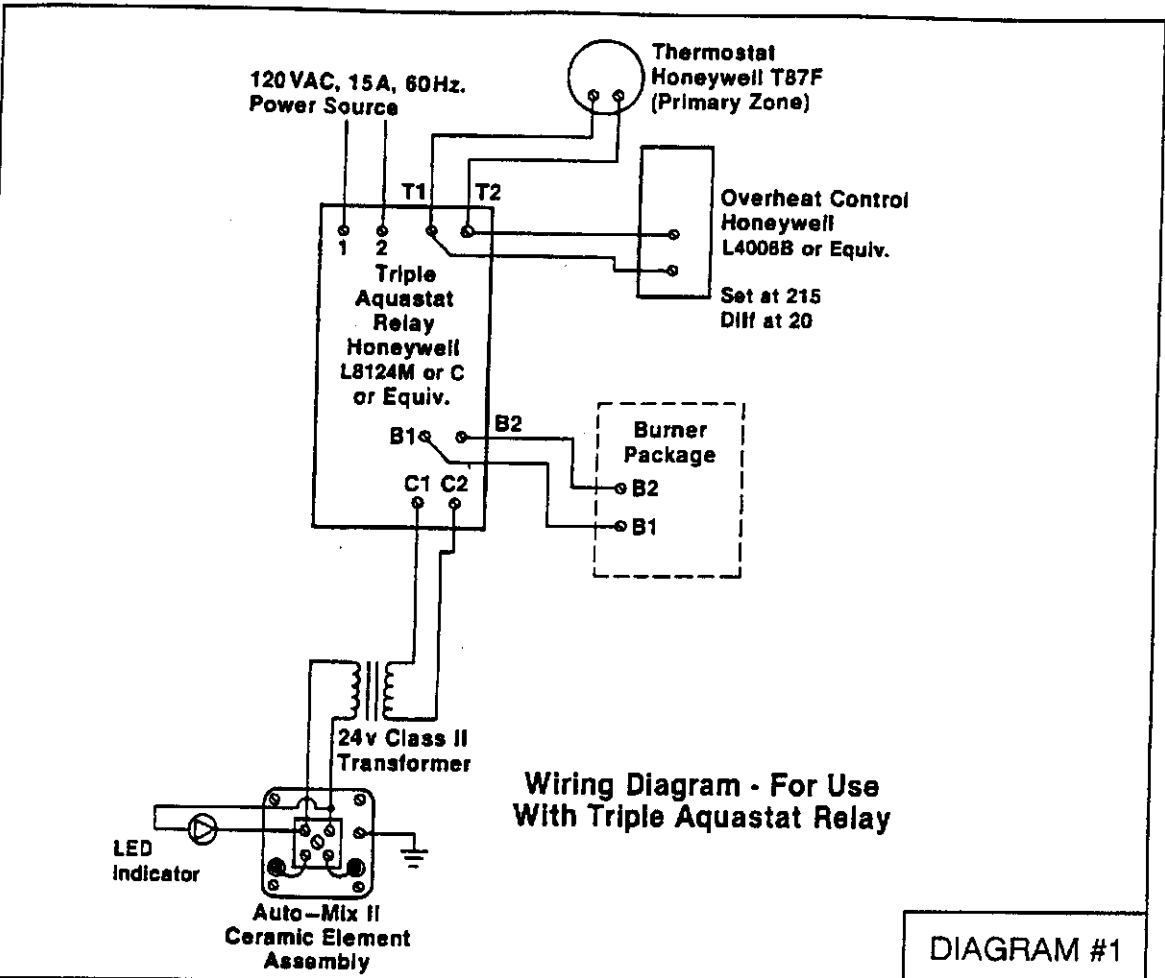 120 VAC, 15A, 60Hz.
Power Source
Thermostat
Honeywell T87F
(Primary Zone)
T1
T2
1
2
Triple
Aquastat
Relay
Honeywell
L8124M or C
or Equiv.
Overheat Control
Honeywell
L4006B or Equiv.
Set at 215
Diff at 20
B1
B2
Burner
Package
B2
B1
C1 C2
24v Class II
Transformer
Wiring Diagram - For Use
With Triple Aquastat Relay
LED
Indicator
Auto-Mix II
Ceramic Element
Assembly
DIAGRAM #1